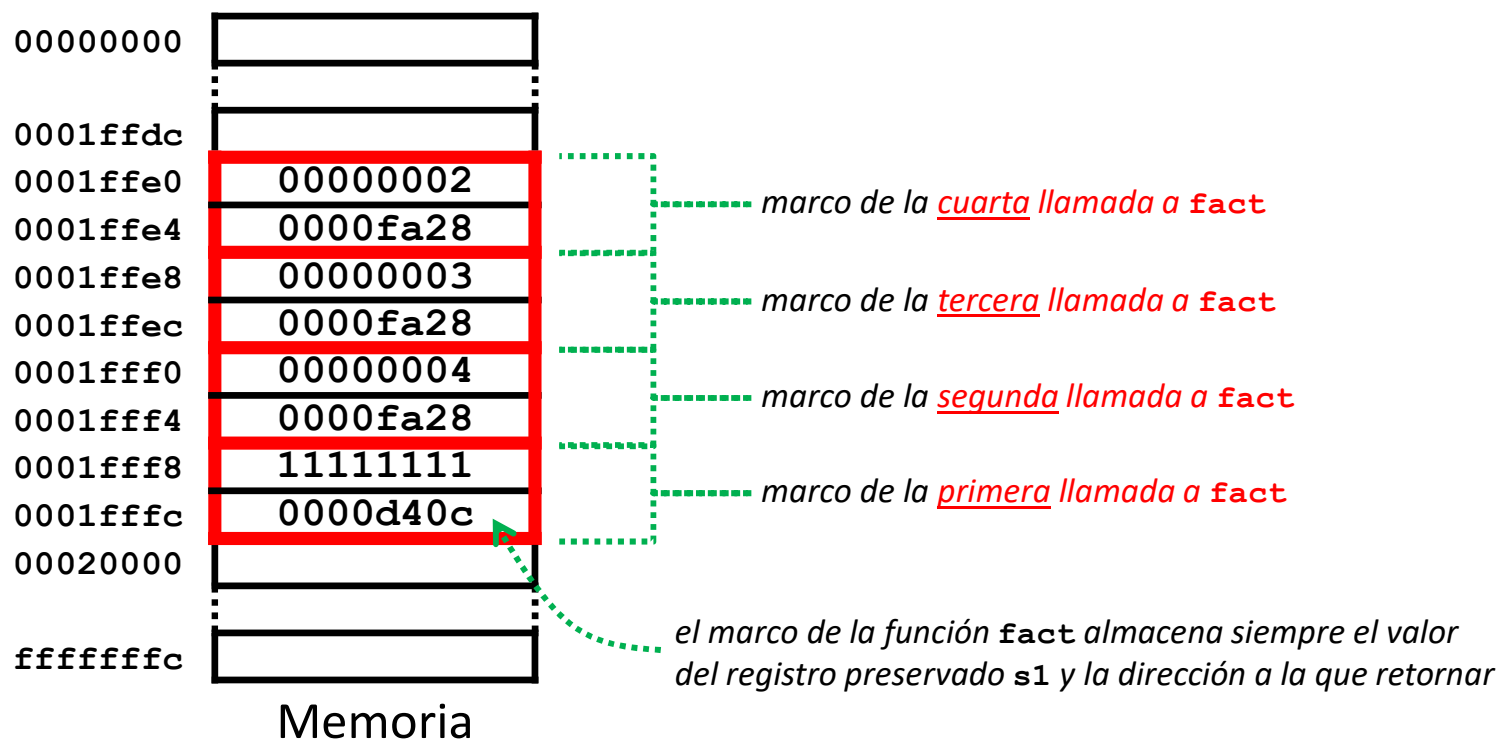 00000000
0001ffdc
0001ffe0 00000002
marco de la cuarta llamada a fact
0001ffe4 0000fa28
0001ffe8 00000003
marco de la tercera llamada a fact
0001ffec 0000fa28
0001fff0 00000004
marco de la segunda llamada a fact
0001fff4 0000fa28
0001fff8 11111111
marco de la primera llamada a fact
0001fffc 0000d40c
00020000
el marco de la función fact almacena siempre el valor
fffffffc
del registro preservado s1 y la dirección a la que retornar
Memoria